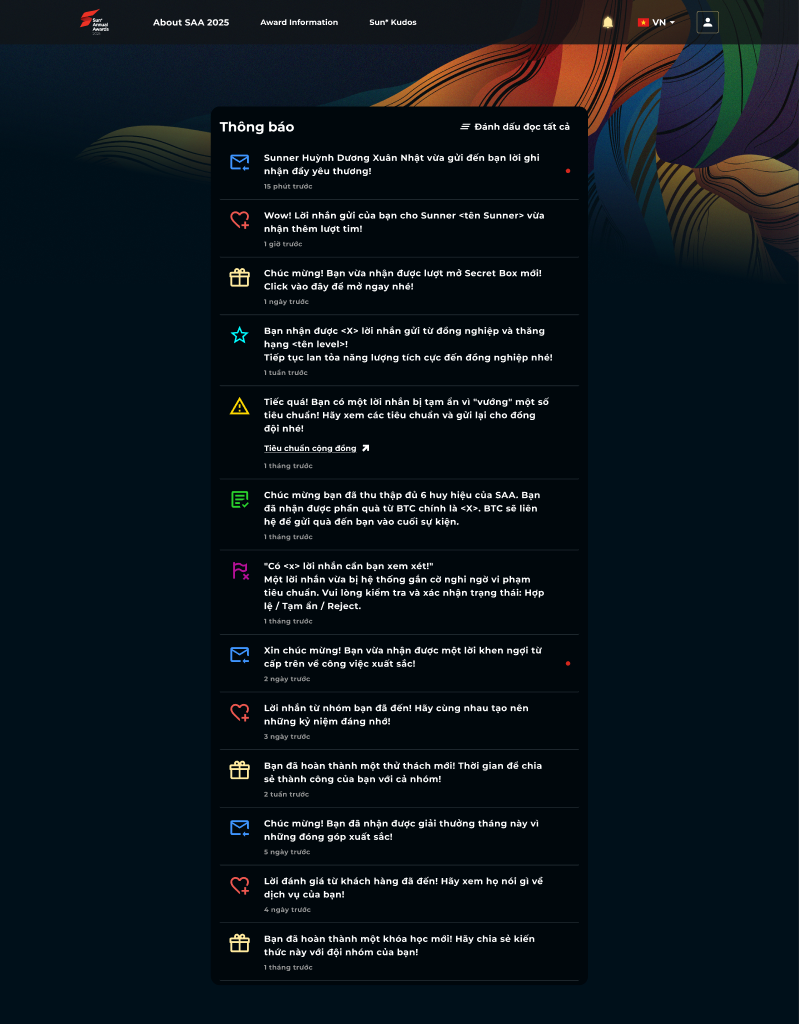 Sun*
Annual
Awards
About SAA 2025
Award Information
Sun* Kudos
VN
Thông báo
Đánh dấu đọc tất cả
Sunner Huỳnh Dương Xuân Nhật vừa gửi đến bạn lời ghi
nhận đầy yêu thương!
15 phút trước
Wow! Lời nhắn gửi của bạn cho Sunner <tên Sunner> vừa
nhận thêm lượt tim!
1 giờ trước
Chúc mừng! Bạn vừa nhận được lượt mở Secret Box mới!
Click vào đây để mở ngay nhé!
1 ngày trước
Bạn nhận được <X> lời nhắn gửi từ đồng nghiệp và thăng
hạng <tên level>!
Tiếp tục lan tỏa năng lượng tích cực đến đồng nghiệp nhé!
1 tuần trước
Tiếc quá! Bạn có một lời nhắn bị tạm ẩn vì "vướng" một số
tiêu chuẩn! Hãy xem các tiêu chuẩn và gửi lại cho đồng
đội nhé!
Tiêu chuẩn cộng đồng
1 tháng trước
Chúc mừng bạn đã thu thập đủ 6 huy hiệu của SAA. Bạn
đã nhận được phần quà từ BTC chính là <X>. BTC sẽ liên
hệ để gửi quà đến bạn vào cuối sự kiện.
1 tháng trước
"Có <x> lời nhắn cần bạn xem xét!"
Một lời nhắn vừa bị hệ thống gắn cờ nghi ngờ vi phạm
tiêu chuẩn. Vui lòng kiểm tra và xác nhận trạng thái: Hợp
lệ / Tạm ẩn / Reject.
1 tháng trước
Xin chúc mừng! Bạn vừa nhận được một lời khen ngợi từ
cấp trên về công việc xuất sắc!
2 ngày trước
Lời nhắn từ nhóm bạn đã đến! Hãy cùng nhau tạo nên
những kỷ niệm đáng nhớ!
3 ngày trước
Bạn đã hoàn thành một thử thách mới! Thời gian để chia
sẻ thành công của bạn với cả nhóm!
2 tuần trước
Chúc mừng! Bạn đã nhận được giải thưởng tháng này vì
những đóng góp xuất sắc!
5 ngày trước
Lời đánh giá từ khách hàng đã đến! Hãy xem họ nói gì về
dịch vụ của bạn!
4 ngày trước
Bạn đã hoàn thành một khóa học mới! Hãy chia sẻ kiến
thức này với đội nhóm của bạn!
1 tháng trước